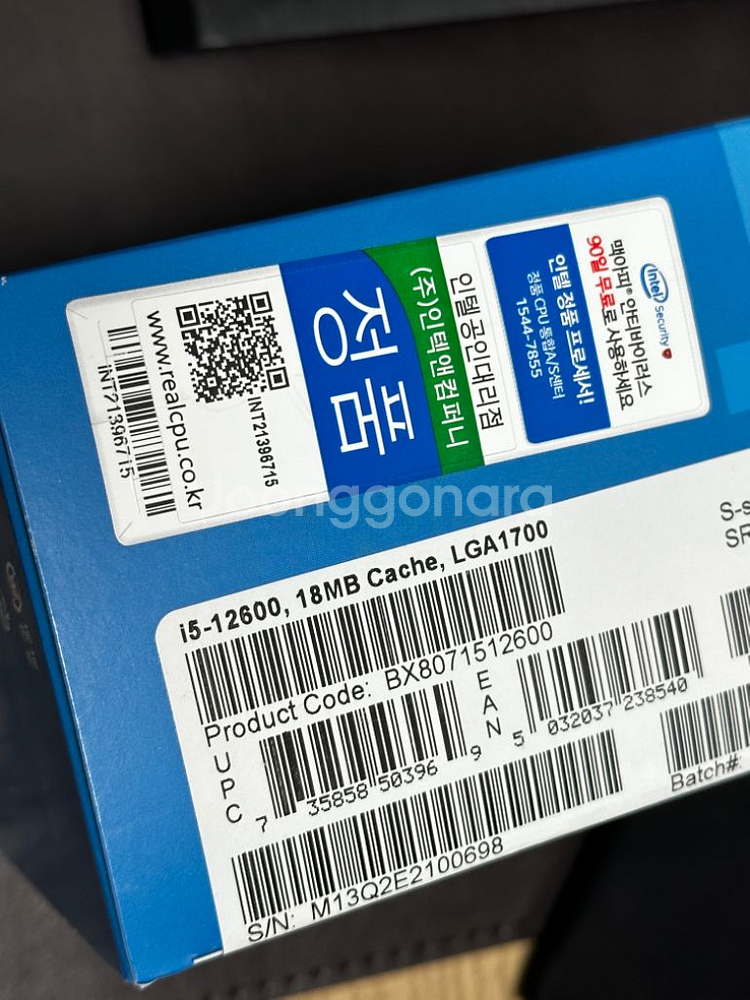 intel Security
맥아피® 안티바이러스
90일 무료로 사용하세요
인텔 정품 프로세서!
정품 CPU 통합A/S센터
1544-7855
인텔공인대리점
(주)인텍앤컴퍼니
정품
INT21396715
www.realcpu.co.kr
iNT21396715
Joonggonara
i5-12600, 18MB Cache, LGA1700
Product Code: BX8071512600
UPC
7 35858 50396 9
EAN
5 032037 238540
S/N: M13Q2E2100698
Batch#: